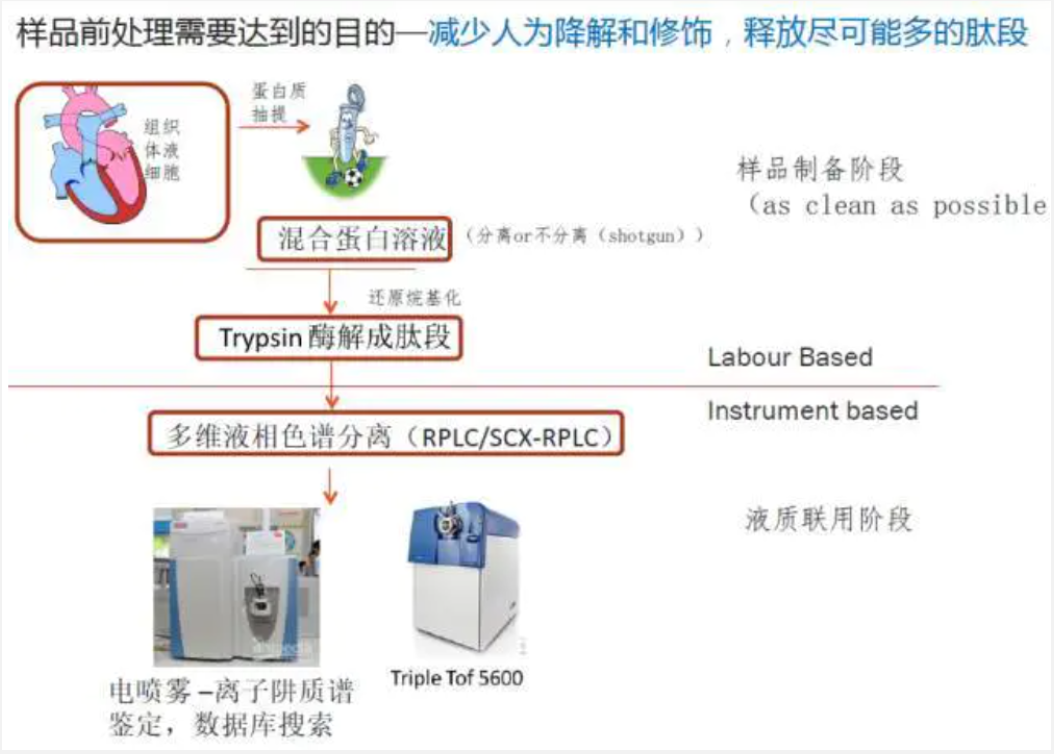 样品前处理需要达到的目的—减少人为降解和修饰，释放尽可能多的肽段
蛋白质
抽提
组织
体液
细胞
样品制备阶段
（as clean as possible
混合蛋白溶液
（分离or不分离（shotgun））
还原烷基化
Trypsin 酶解成肽段
Labour Based
Instrument based
多维液相色谱分离（RPLC/SCX-RPLC）
液质联用阶段
Triple Tof 5600
电喷雾–离子阱质谱
鉴定，数据库搜索